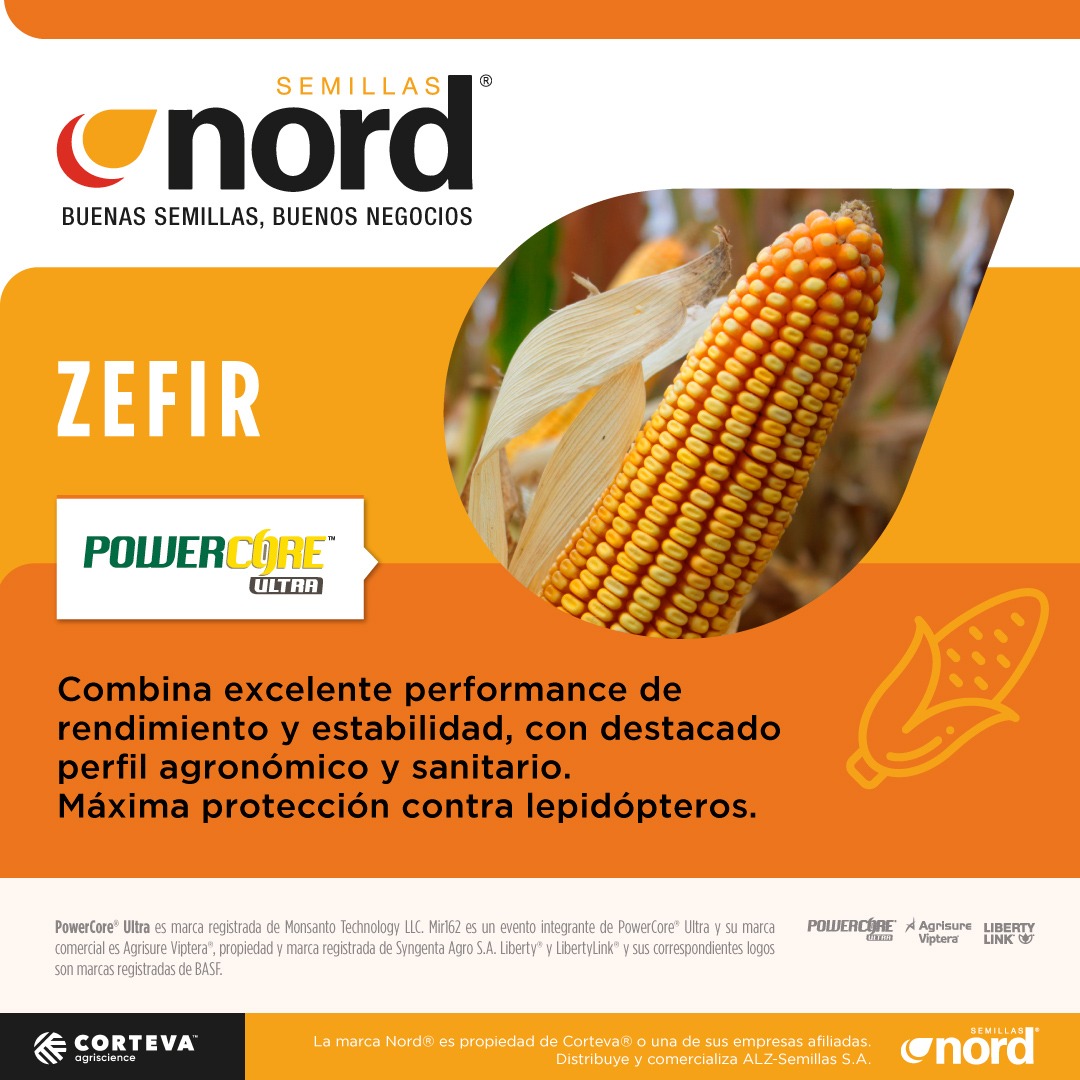 SEMILLAS
nord®
BUENAS SEMILLAS, BUENOS NEGOCIOS
ZEFIR
POWERCORE™
ULTRA
Combina excelente performance de
rendimiento y estabilidad, con destacado
perfil agronómico y sanitario.
Máxima protección contra lepidópteros.
PowerCore® Ultra es marca registrada de Monsanto Technology LLC. Mir162 es un evento integrante de PowerCore® Ultra y su marca
comercial es Agrisure Viptera®, propiedad y marca registrada de Syngenta Agro S.A. Liberty® y LibertyLink® y sus correspondientes logos
son marcas registradas de BASF.
POWERCORE
ULTRA
Agrisure
Viptera
LIBERTY
LINK®
CORTEVA™
agriscience
La marca Nord® es propiedad de Corteva® o una de sus empresas afiliadas.
Distribuye y comercializa ALZ-Semillas S.A.
SEMILLAS
nord®